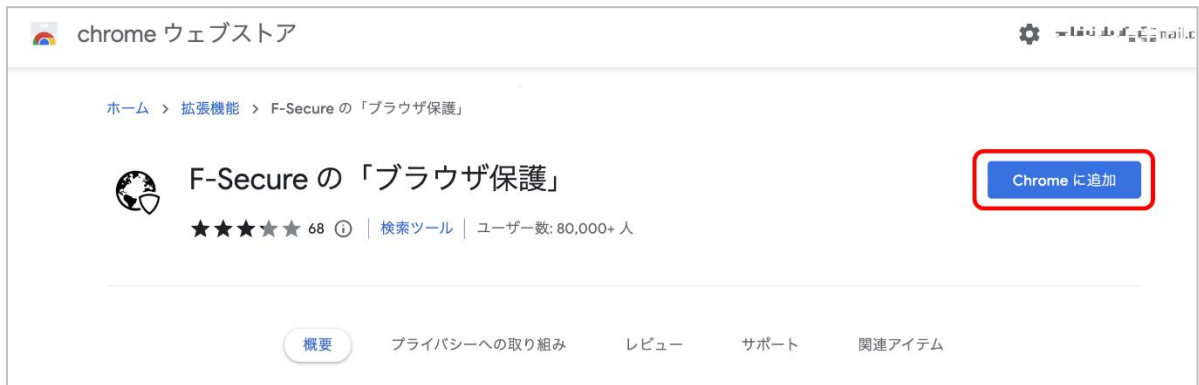 chrome ウェブストア
ホーム > 拡張機能 > F-Secure の「ブラウザ保護」
F-Secure の「ブラウザ保護」
Chrome に追加
68 検索ツール ユーザー数: 80,000+ 人
概要 プライバシーへの取り組み レビュー サポート 関連アイテム